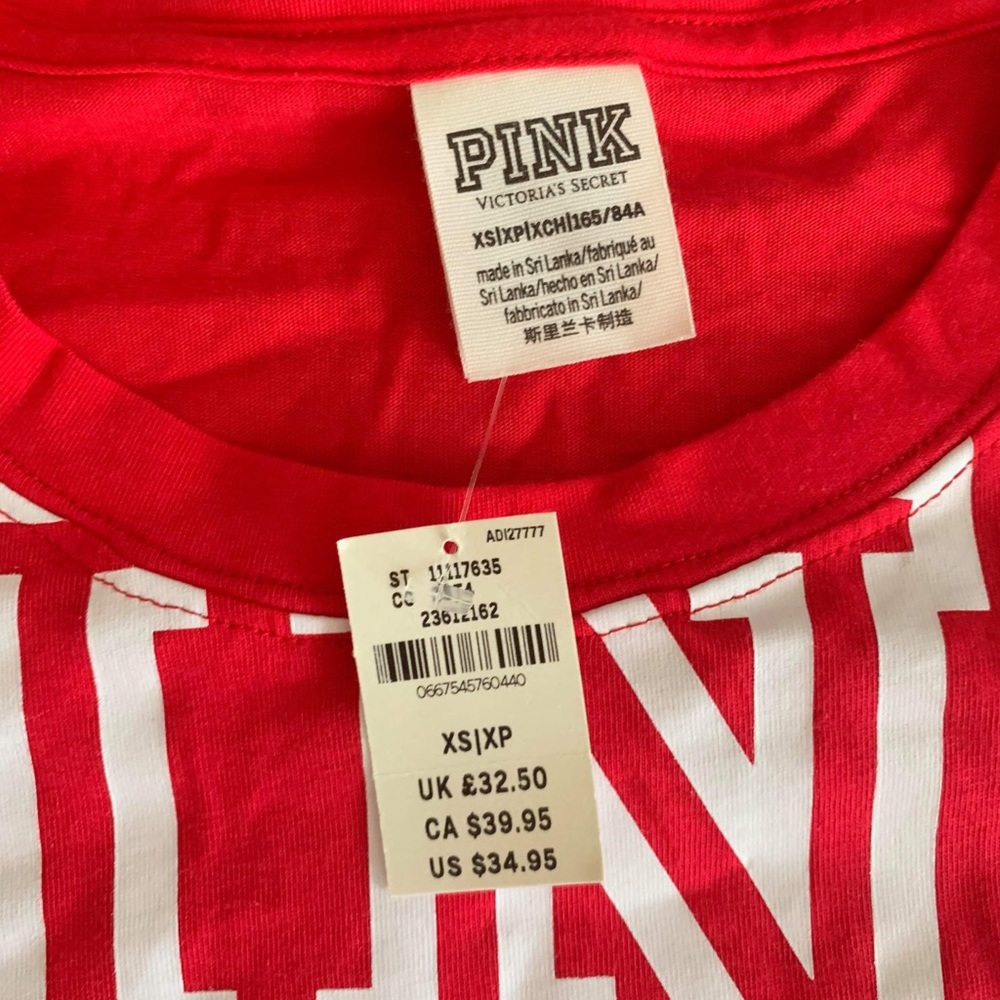 PINK
VICTORIA'S SECRET
XS|XP|XCH|165/84A
made in Sri Lanka/fabriqué au
Sri Lanka/hecho en Sri Lanka/
fabbricato in Sri Lanka/
斯里兰卡制造
ADI27777
ST 11117635
23612162
0667545760440
XS|XP
UK £32.50
CA $39.95
US $34.95